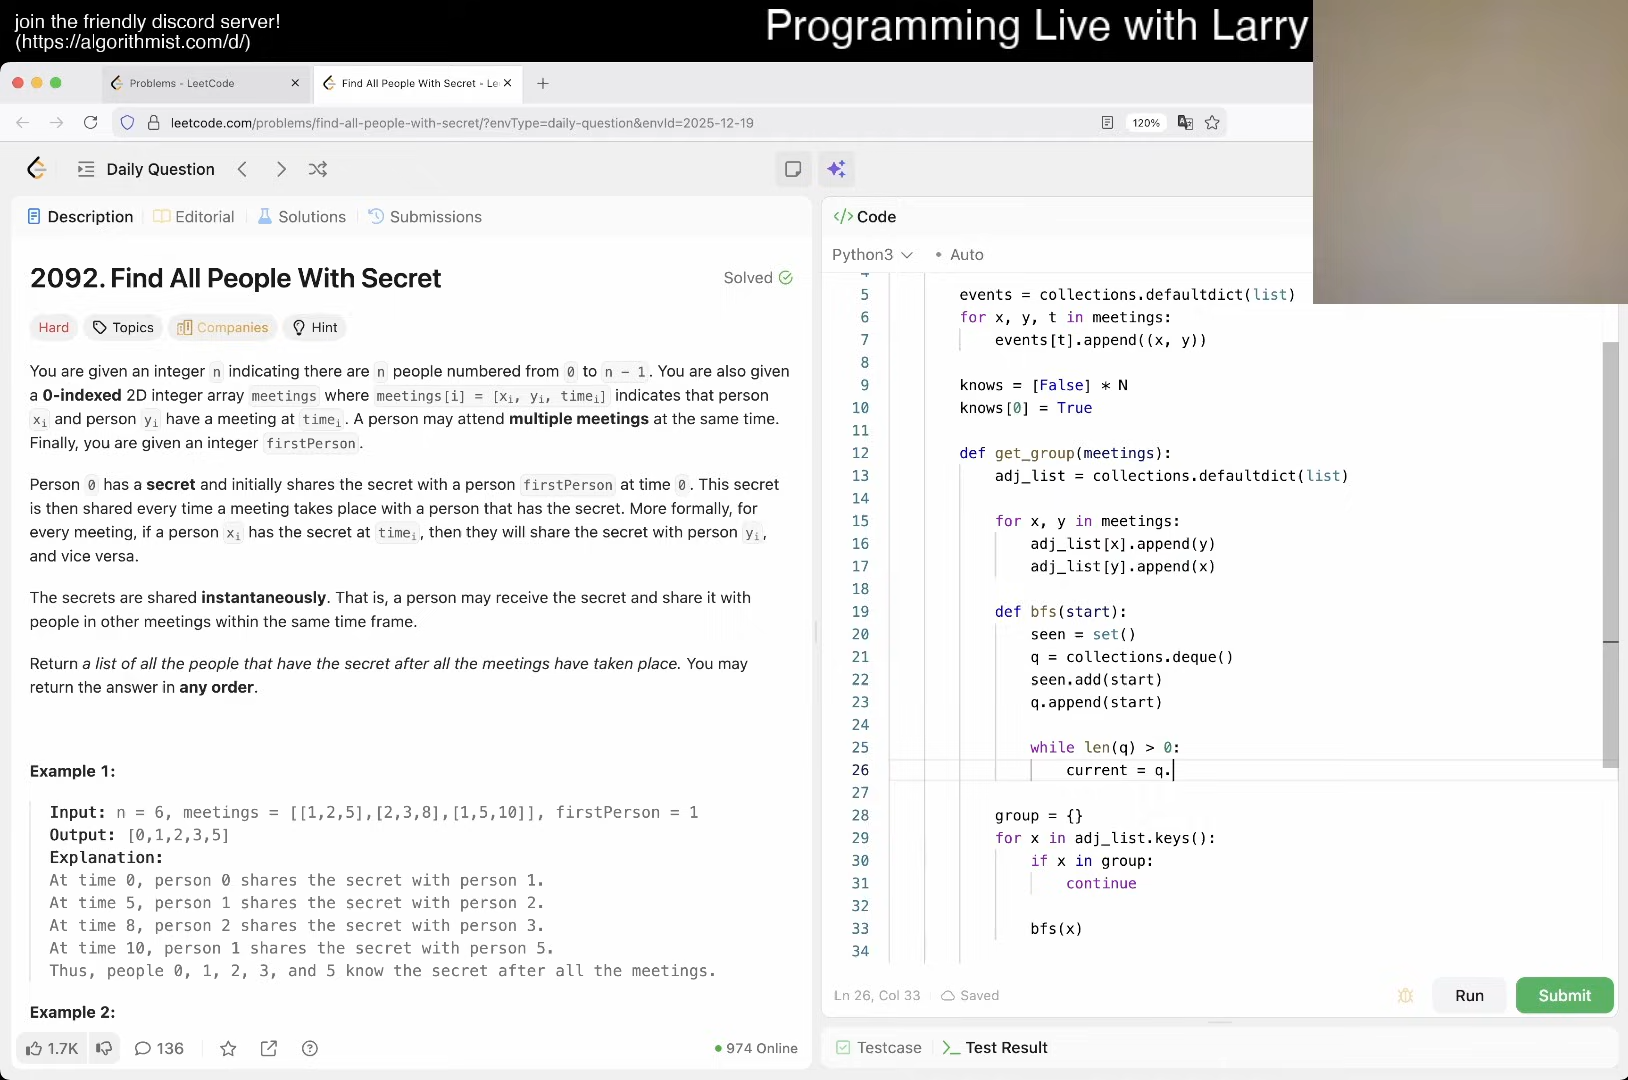 join the friendly discord server!
(https://algorithmist.com/d/)
Programming Live with Larry
Problems - LeetCode
Find All People With Secret - Le
leetcode.com/problems/find-all-people-with-secret/?envType=daily-question&envId=2025-12-19
120%
Daily Question
Description
Editorial
Solutions
Submissions
2092. Find All People With Secret
Solved
Hard
Topics
Companies
Hint
You are given an integer n indicating there are n people numbered from 0 to n - 1. You are also given
a 0-indexed 2D integer array meetings where meetings[i] = [xi, yi, timei] indicates that person
xi and person yi have a meeting at timei. A person may attend multiple meetings at the same time.
Finally, you are given an integer firstPerson.
Person 0 has a secret and initially shares the secret with a person firstPerson at time 0. This secret
is then shared every time a meeting takes place with a person that has the secret. More formally, for
every meeting, if a person xi has the secret at timei, then they will share the secret with person yi,
and vice versa.
The secrets are shared instantaneously. That is, a person may receive the secret and share it with
people in other meetings within the same time frame.
Return a list of all the people that have the secret after all the meetings have taken place. You may
return the answer in any order.
Example 1:
Input: n = 6, meetings = [[1,2,5],[2,3,8],[1,5,10]], firstPerson = 1
Output: [0,1,2,3,5]
Explanation:
At time 0, person 0 shares the secret with person 1.
At time 5, person 1 shares the secret with person 2.
At time 8, person 2 shares the secret with person 3.
At time 10, person 1 shares the secret with person 5.
Thus, people 0, 1, 2, 3, and 5 know the secret after all the meetings.
Example 2:
1.7K
136
974 Online
</> Code
Python3
Auto
4
5 events = collections.defaultdict(list)
6 for x, y, t in meetings:
7 events[t].append((x, y))
8
9 knows = [False] * N
10 knows[0] = True
11
12 def get_group(meetings):
13 adj_list = collections.defaultdict(list)
14
15 for x, y in meetings:
16 adj_list[x].append(y)
17 adj_list[y].append(x)
18
19 def bfs(start):
20 seen = set()
21 q = collections.deque()
22 seen.add(start)
23 q.append(start)
24
25 while len(q) > 0:
26 current = q.
27
28 group = {}
29 for x in adj_list.keys():
30 if x in group:
31 continue
32
33 bfs(x)
34
Ln 26, Col 33
Saved
Run
Submit
Testcase
Test Result